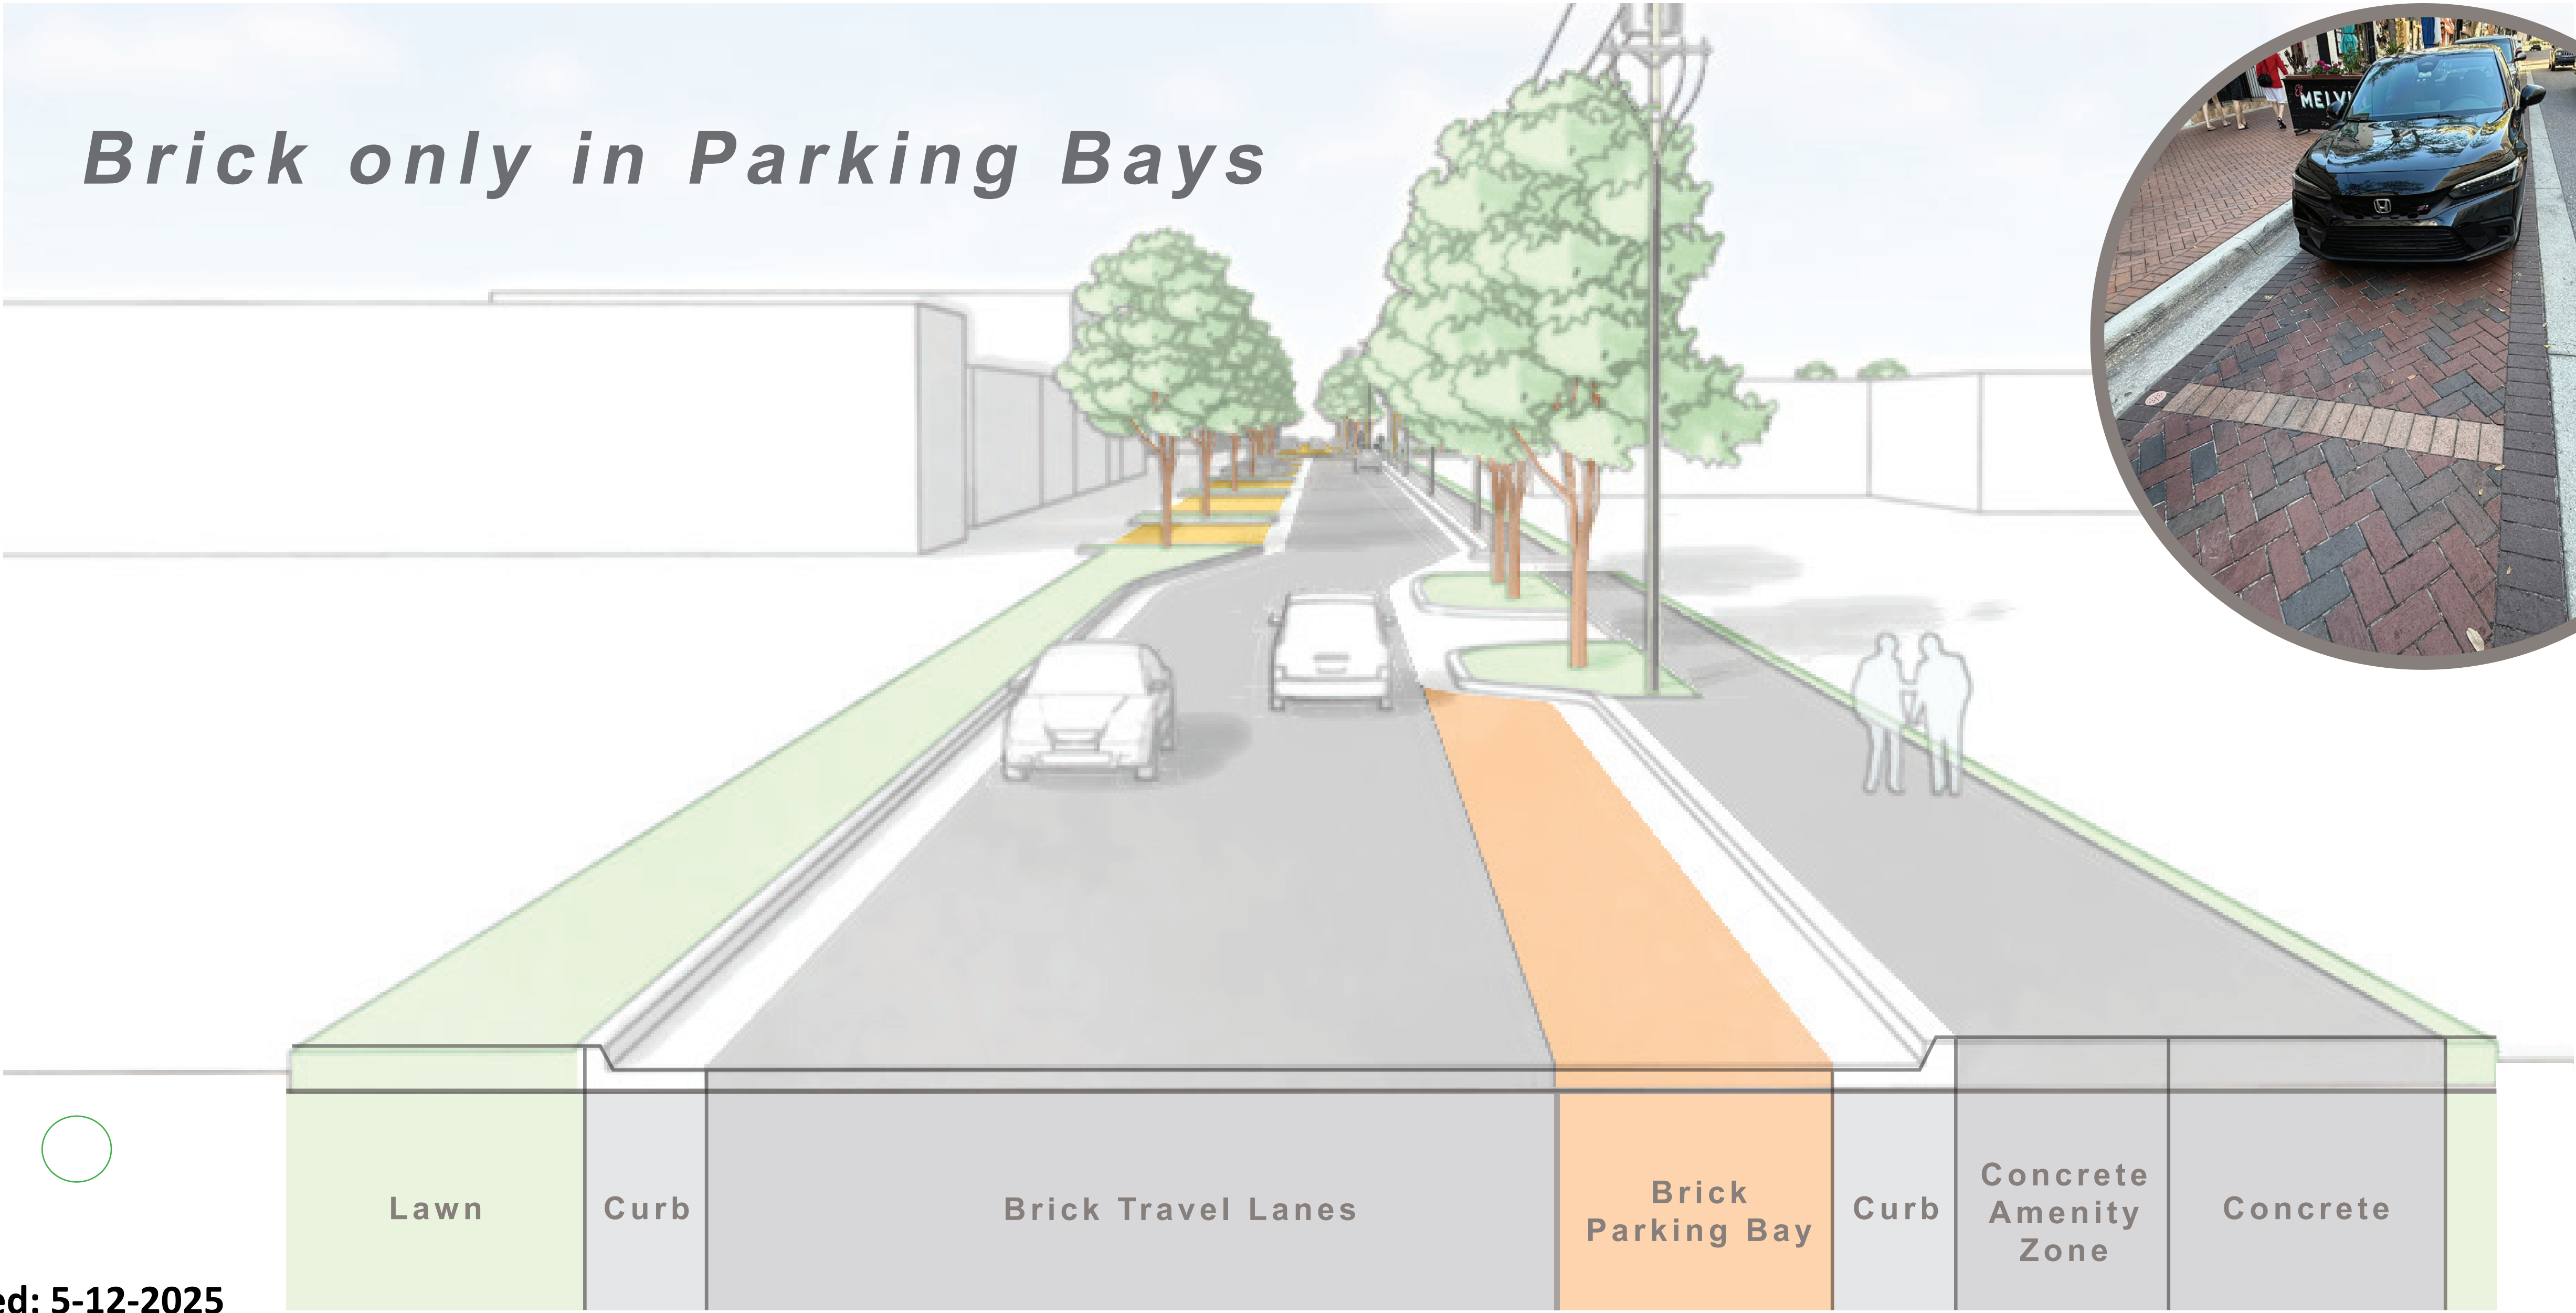 Brick only in Parking Bays
MELV
Lawn
Curb
Brick Travel Lanes
Brick
Parking Bay
Curb
Concrete
Amenity
Zone
Concrete
ed: 5-12-2025